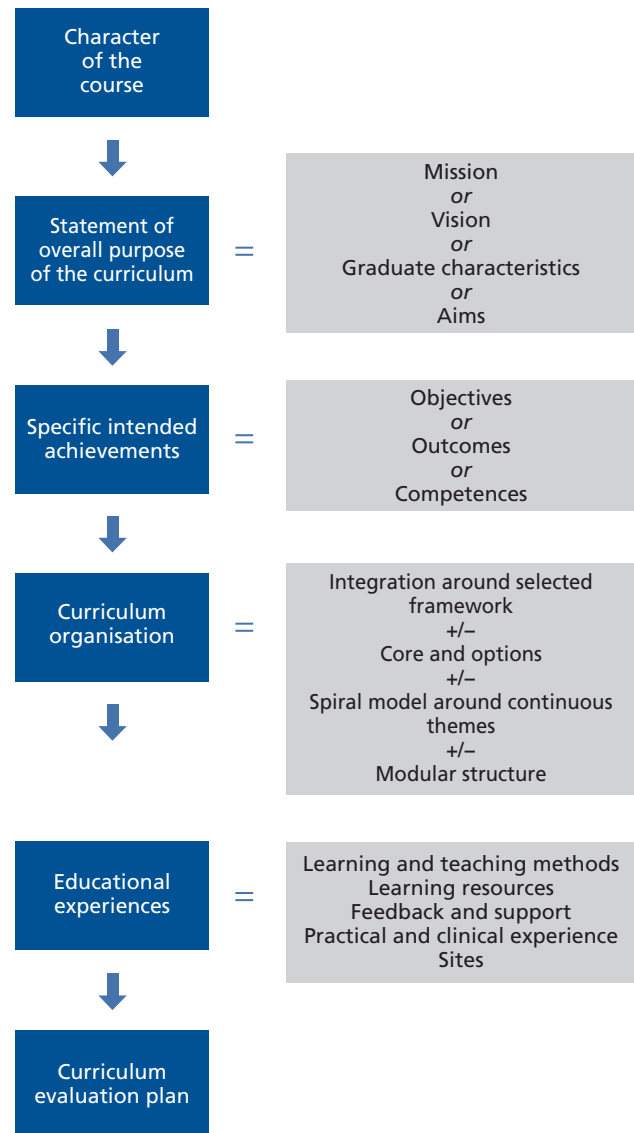 Character
of the
course
Statement of
overall purpose
of the curriculum
=
Mission
or
Vision
or
Graduate characteristics
or
Aims
Specific intended
achievements
=
Objectives
or
Outcomes
or
Competences
Curriculum
organisation
=
Integration around selected
framework
+/–
Core and options
+/–
Spiral model around continuous
themes
+/–
Modular structure
Educational
experiences
=
Learning and teaching methods
Learning resources
Feedback and support
Practical and clinical experience
Sites
Curriculum
evaluation plan